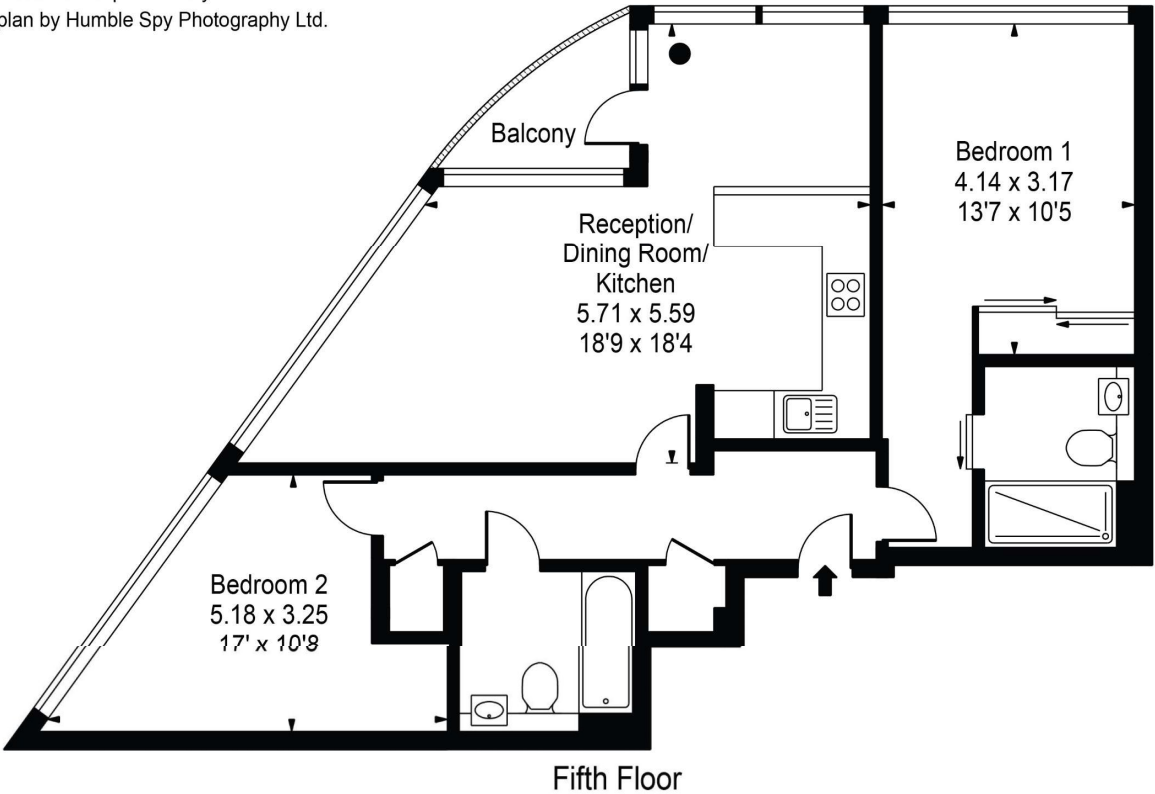 plan by Humble Spy Photography Ltd.
Balcony
Bedroom 1
4.14 x 3.17
13'7 x 10'5
Reception/
Dining Room/
Kitchen
5.71 x 5.59
18'9 x 18'4
Bedroom 2
5.18 x 3.25
17' x 10'8
Fifth Floor